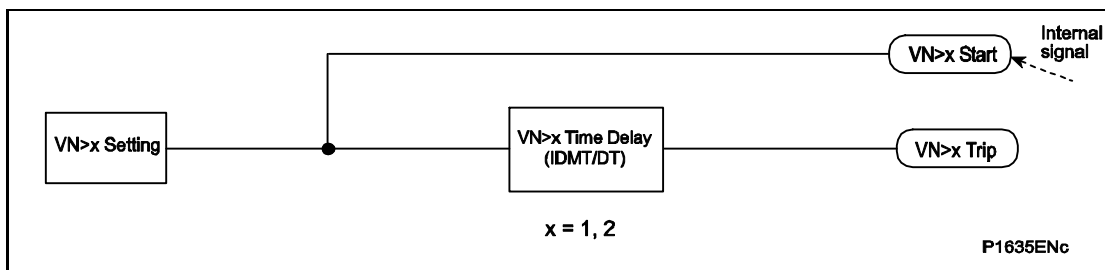 Internal
signal
VN>x Start
VN>x Setting
VN>x Time Delay
(IDMT/DT)
VN>x Trip
x = 1, 2
P1635ENc